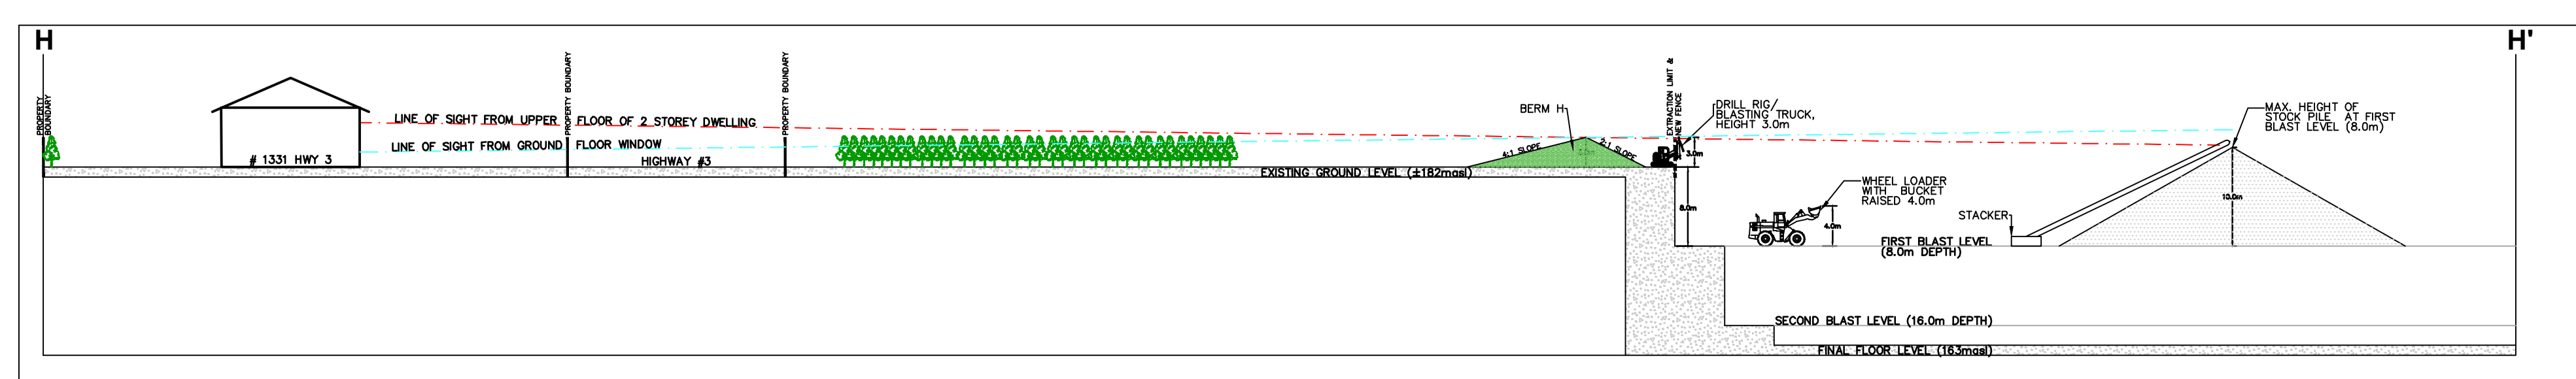 H
H'
PROPERTY
BOUNDARY
# 1331 HWY 3
LINE OF SIGHT FROM UPPER FLOOR OF 2 STOREY DWELLING
LINE OF SIGHT FROM GROUND FLOOR WINDOW
PROPERTY BOUNDARY
HIGHWAY #3
PROPERTY BOUNDARY
EXISTING GROUND LEVEL (±182masl)
BERM H
4:1 SLOPE
2:1 SLOPE
EXTRACTION LIMIT &
NEW FENCE
DRILL RIG/
BLASTING TRUCK,
HEIGHT 3.0m
3.0m
8.0m
WHEEL LOADER
WITH BUCKET
RAISED 4.0m
4.0m
STACKER
FIRST BLAST LEVEL
(8.0m DEPTH)
MAX. HEIGHT OF
STOCK PILE AT FIRST
BLAST LEVEL (8.0m)
10.0m
SECOND BLAST LEVEL (16.0m DEPTH)
FINAL FLOOR LEVEL (163masl)